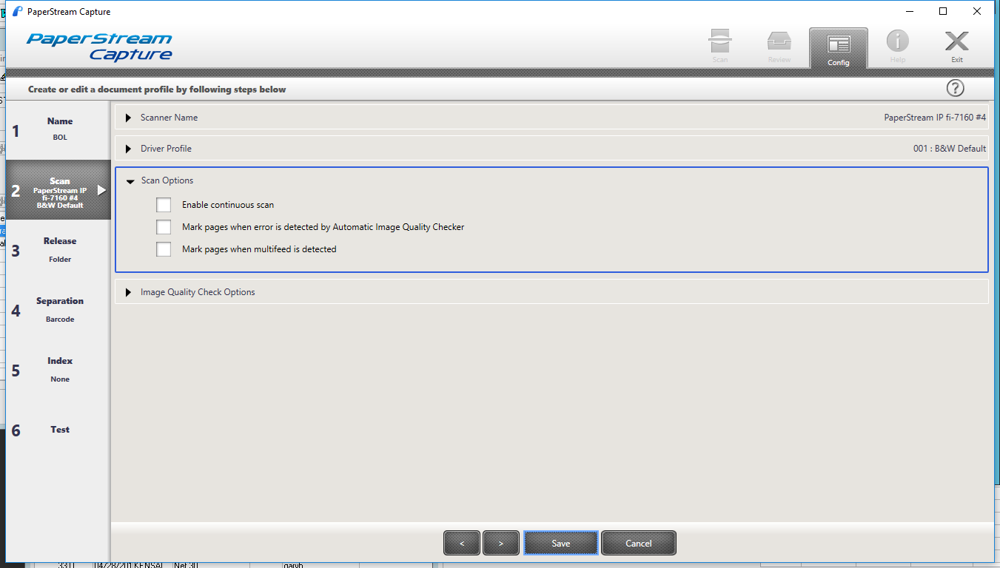 PaperStream Capture
PaperStream
Capture
Scan
Review
Config
Help
Exit
Create or edit a document profile by following steps below
?
1
Name
BOL
2
Scan
PaperStream IP
fi-7160 #4
B&W Default
3
Release
Folder
4
Separation
Barcode
5
Index
None
6
Test
Scanner Name
PaperStream IP fi-7160 #4
Driver Profile
001 : B&W Default
Scan Options
Enable continuous scan
Mark pages when error is detected by Automatic Image Quality Checker
Mark pages when multifeed is detected
Image Quality Check Options
<
>
Save
Cancel